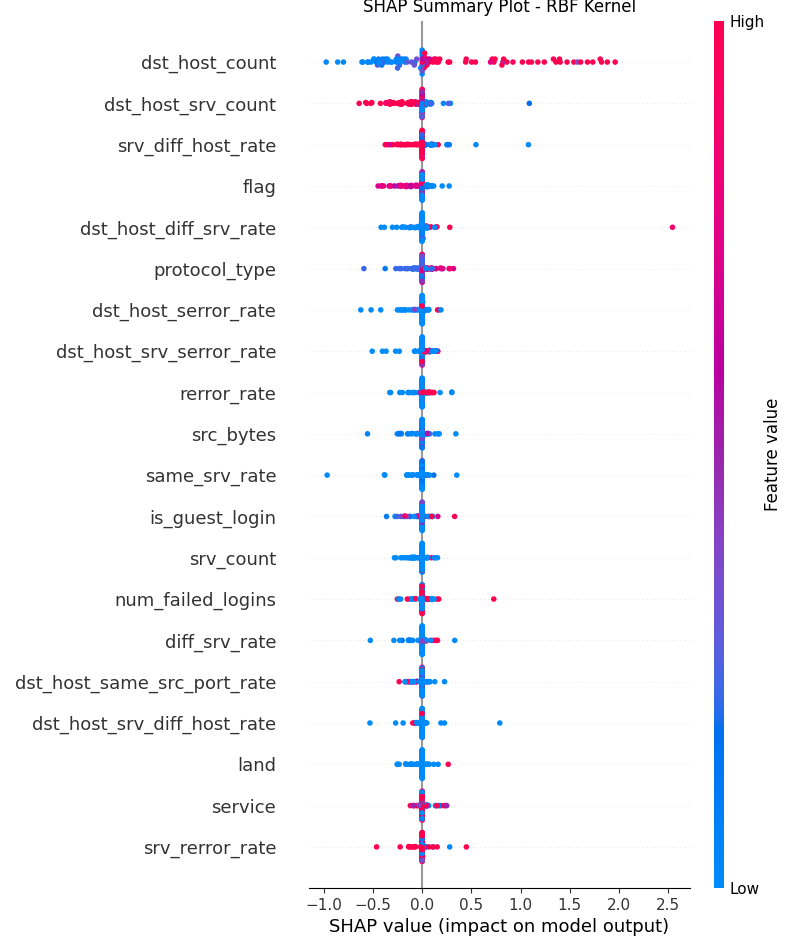 SHAP Summary Plot - RBF Kernel
High
dst_host_count
dst_host_srv_count
srv_diff_host_rate
flag
dst_host_diff_srv_rate
protocol_type
dst_host_serror_rate
dst_host_srv_serror_rate
rerror_rate
src_bytes
same_srv_rate
is_guest_login
srv_count
num_failed_logins
diff_srv_rate
dst_host_same_src_port_rate
dst_host_srv_diff_host_rate
land
service
srv_rerror_rate
Feature value
Low
−1.0 −0.5 0.0 0.5 1.0 1.5 2.0 2.5
SHAP value (impact on model output)